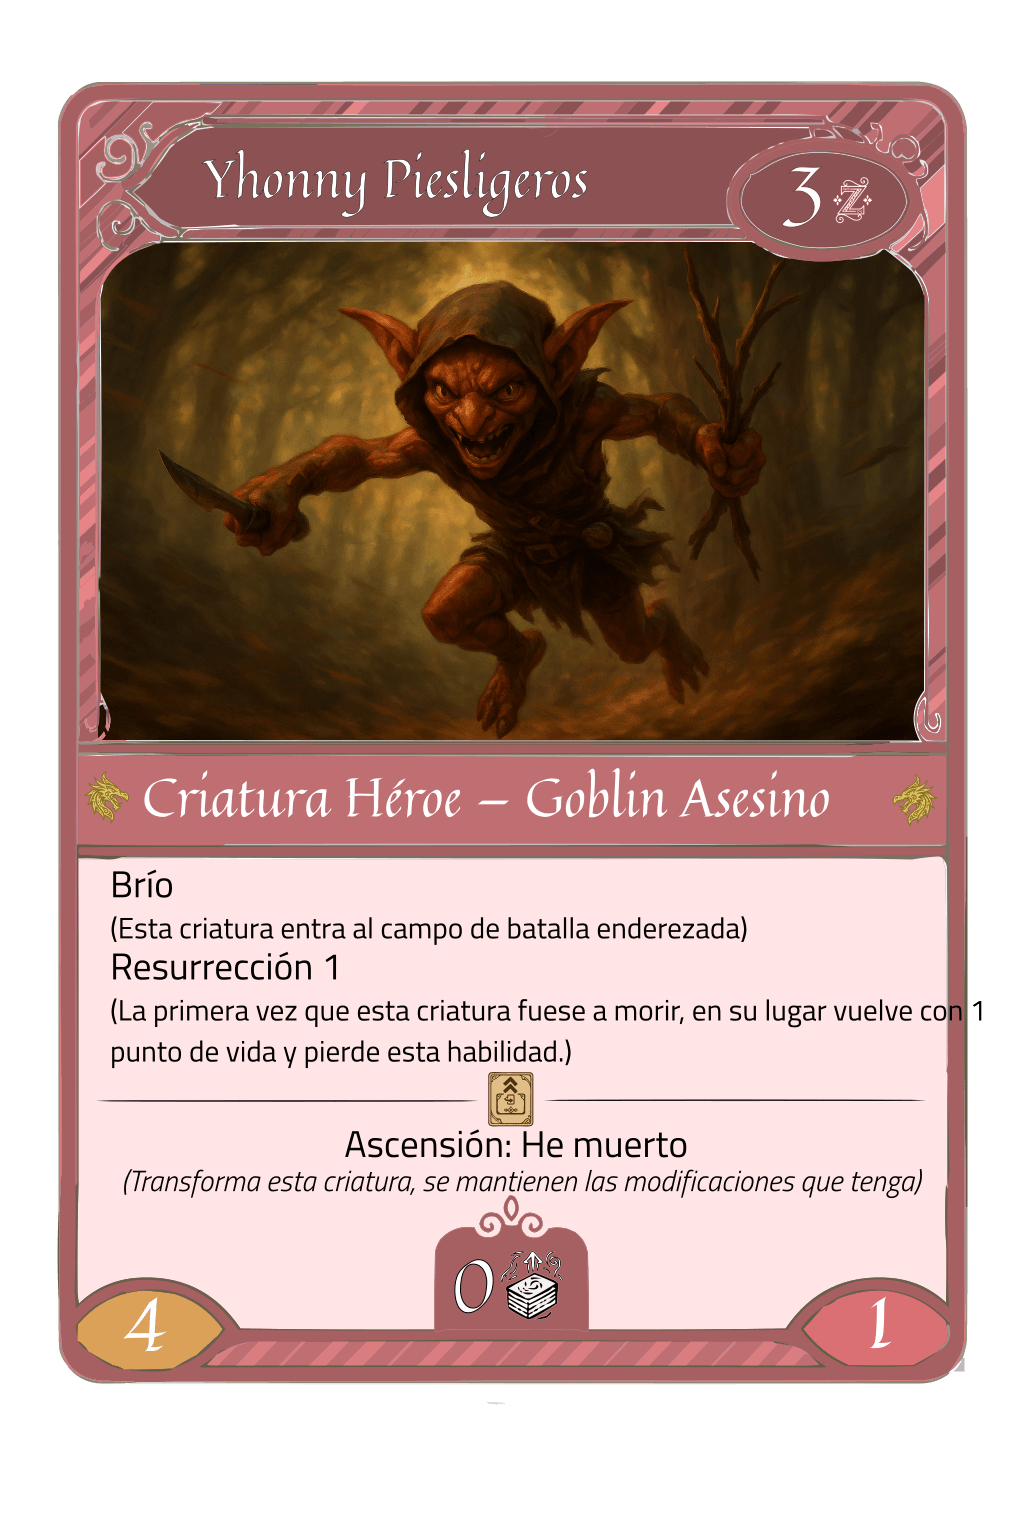 Yhonny Piesligeros
3 Z
Criatura Héroe – Goblin Asesino
Brío
(Esta criatura entra al campo de batalla enderezada)
Resurrección 1
(La primera vez que esta criatura fuese a morir, en su lugar vuelve con 1
punto de vida y pierde esta habilidad.)
Ascensión: He muerto
(Transforma esta criatura, se mantienen las modificaciones que tenga)
0
4
1